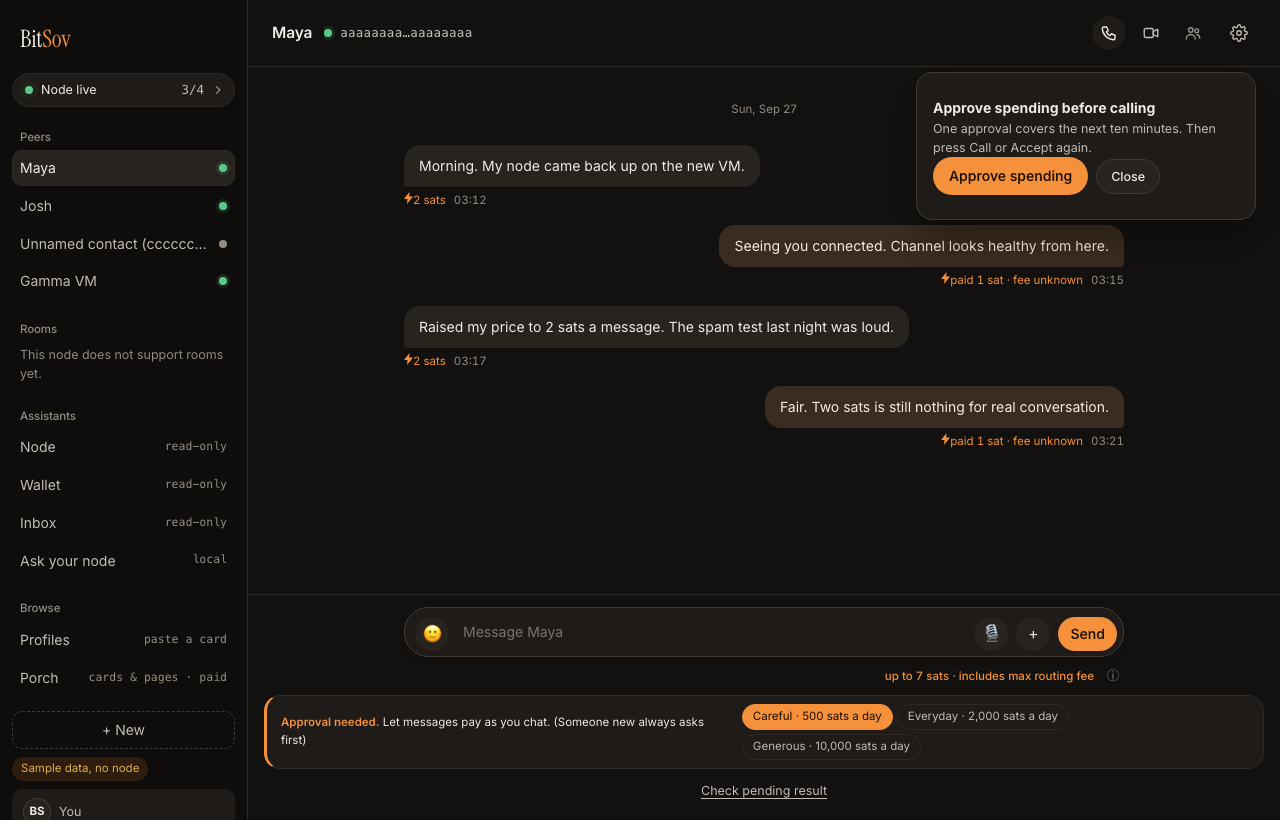 BitSov
Node live 3/4
Peers
Maya
Josh
Unnamed contact (cccccc...
Gamma VM
Rooms
This node does not support rooms
yet.
Assistants
Node read-only
Wallet read-only
Inbox read-only
Ask your node local
Browse
Profiles paste a card
Porch cards & pages · paid
+ New
Sample data, no node
BS You
Maya aaaaaaaa…aaaaaaaa
Approve spending before calling
One approval covers the next ten minutes. Then
press Call or Accept again.
Approve spending Close
Sun, Sep 27
Morning. My node came back up on the new VM.
2 sats 03:12
Seeing you connected. Channel looks healthy from here.
paid 1 sat · fee unknown 03:15
Raised my price to 2 sats a message. The spam test last night was loud.
2 sats 03:17
Fair. Two sats is still nothing for real conversation.
paid 1 sat · fee unknown 03:21
Message Maya + Send
up to 7 sats · includes max routing fee
Approval needed. Let messages pay as you chat. (Someone new always asks
first)
Careful · 500 sats a day Everyday · 2,000 sats a day
Generous · 10,000 sats a day
Check pending result